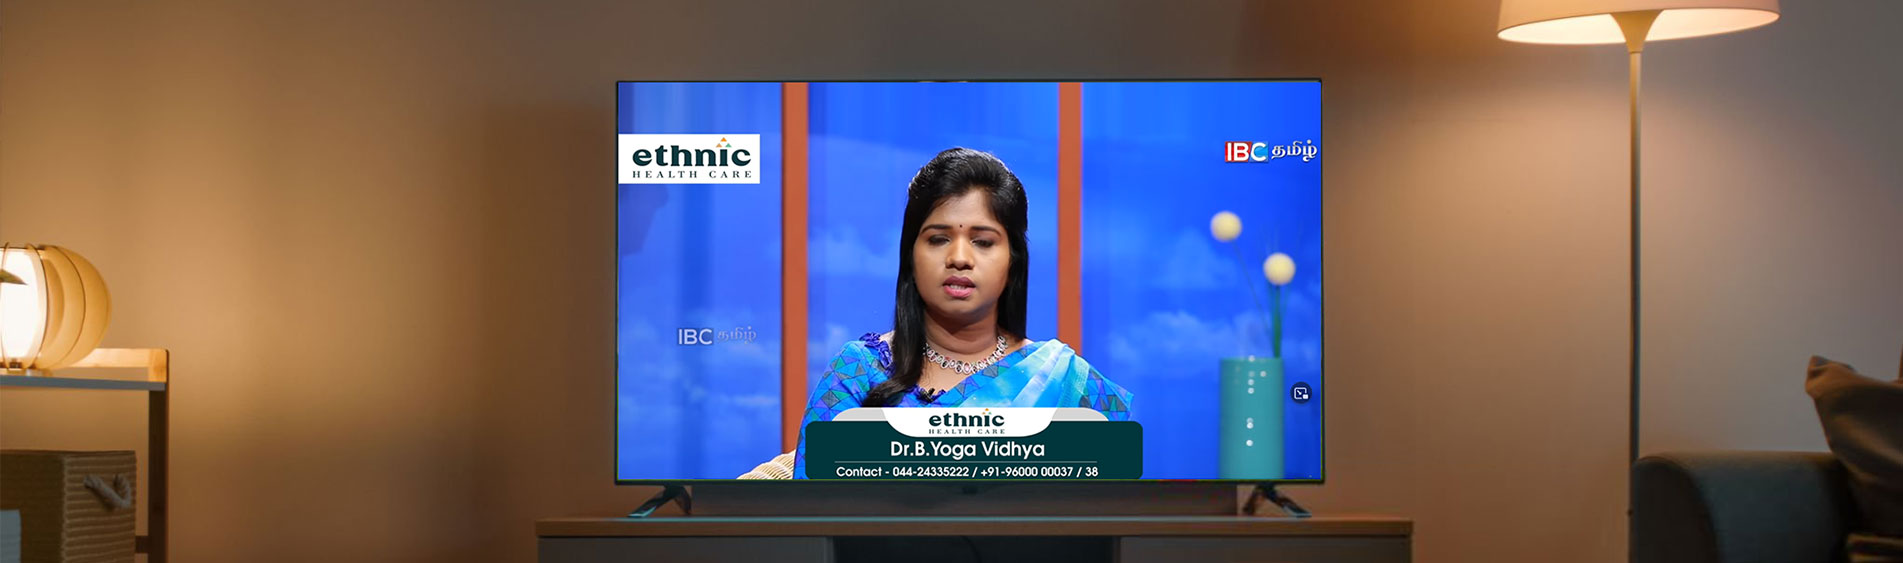 ethnic
HEALTH CARE
IBC தமிழ்
IBC தமிழ்
ethnic
HEALTH CARE
Dr.B.Yoga Vidhya
Contact - 044-24335222 / +91-96000 00037 / 38